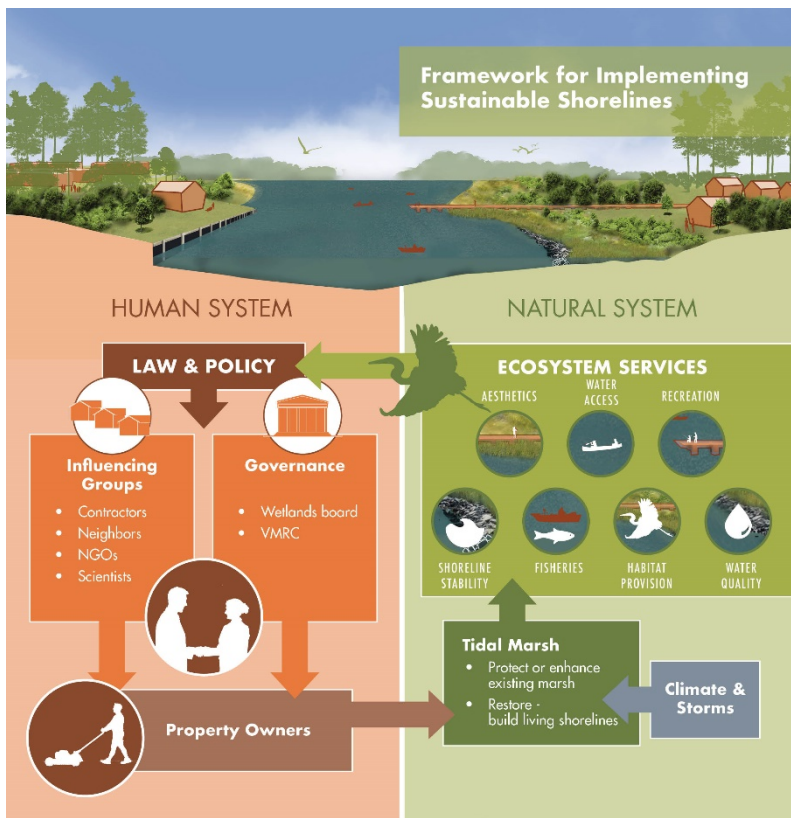 Framework for Implementing
Sustainable Shorelines
HUMAN SYSTEM
NATURAL SYSTEM
LAW & POLICY
Influencing
Groups
• Contractors
• Neighbors
• NGOs
• Scientists
Governance
• Wetlands board
• VMRC
Property Owners
ECOSYSTEM SERVICES
AESTHETICS
WATER
ACCESS
RECREATION
SHORELINE
STABILITY
FISHERIES
HABITAT
PROVISION
WATER
QUALITY
Tidal Marsh
• Protect or enhance
existing marsh
• Restore -
build living shorelines
Climate &
Storms